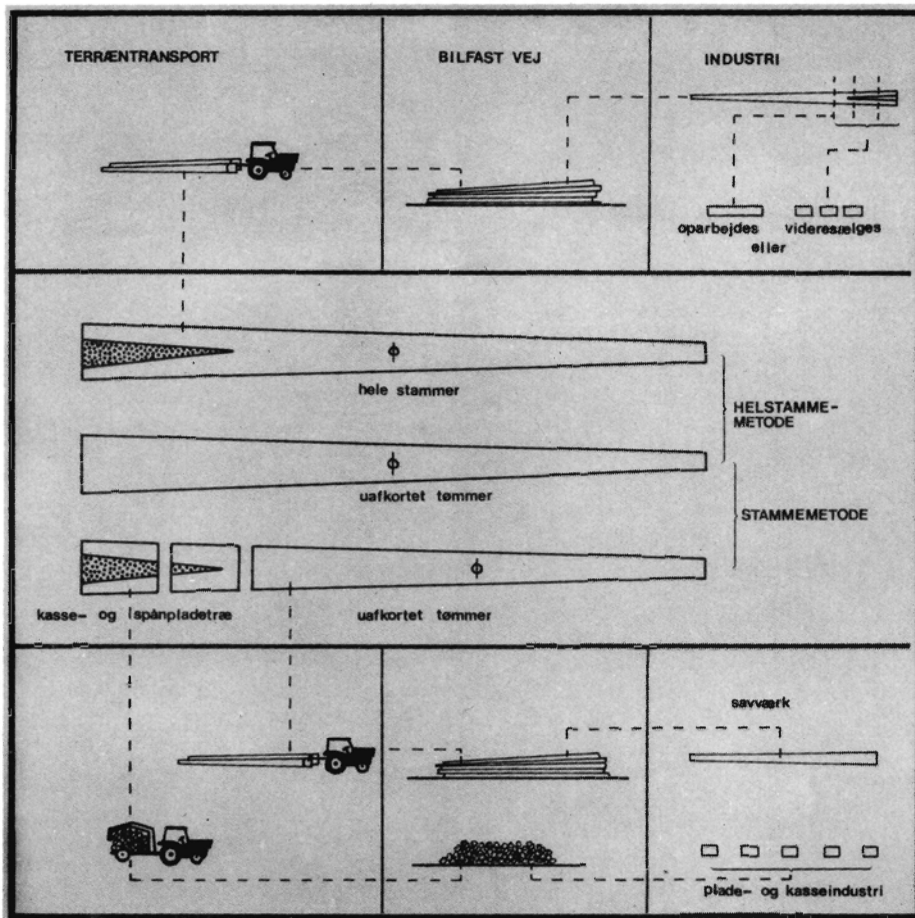 TERRÆNTRANSPORT
BILFAST VEJ
INDUSTRI
oparbejdes
videresælges
eller
hele stammer
HELSTAMME-
METODE
uafkortet tømmer
STAMMEMETODE
kasse- og spånpladetræ
uafkortet tømmer
savværk
plade- og kasseindustri